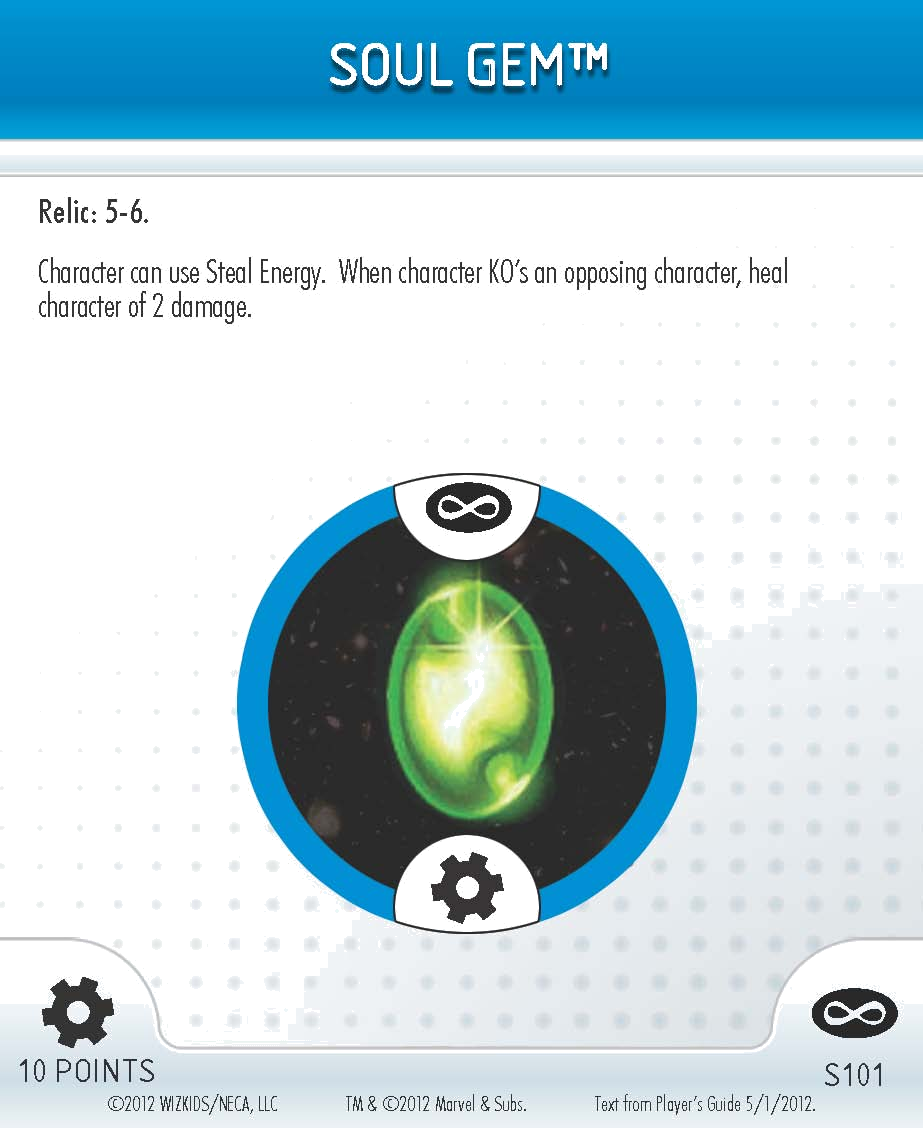 SOUL GEM™
Relic: 5-6.
Character can use Steal Energy.  When character KO's an opposing character, heal
character of 2 damage.
10 POINTS
S101
©2012 WIZKIDS/NECA, LLC
TM & ©2012 Marvel & Subs.
Text from Player's Guide 5/1/2012.